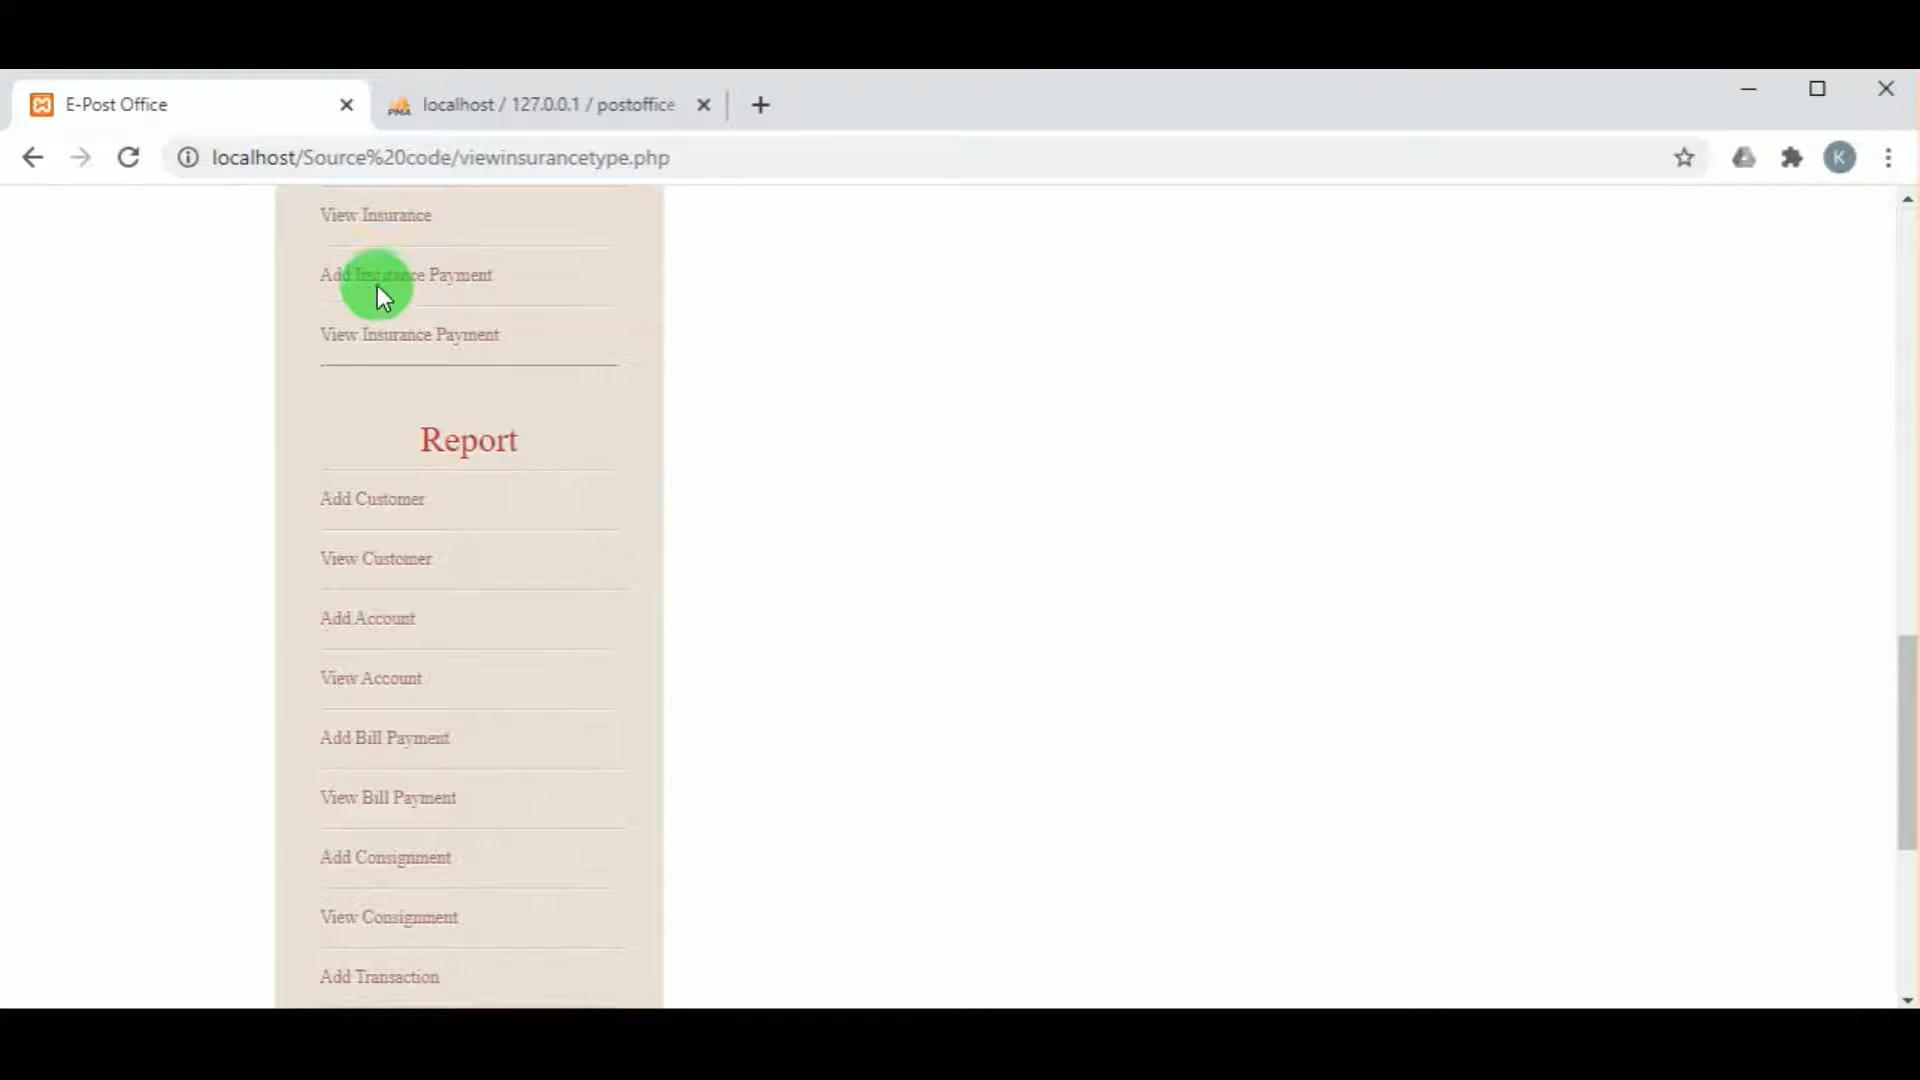 E-Post Office
localhost / 127.0.0.1 / postoffice
localhost/Source%20code/viewinsurancetype.php
K
PMA
View Insurance
Add Insurance Payment
View Insurance Payment
Report
Add Customer
View Customer
Add Account
View Account
Add Bill Payment
View Bill Payment
Add Consignment
View Consignment
Add Transaction